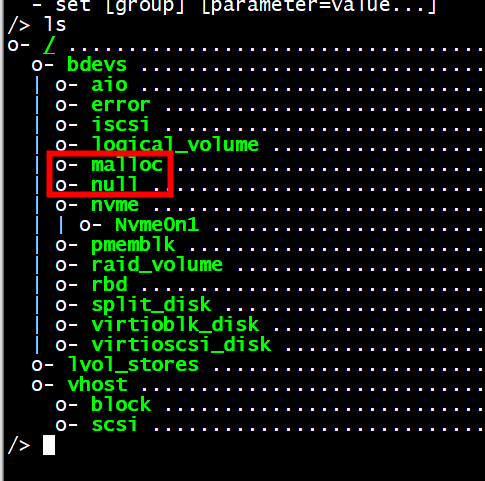 - set [group] [parameter=value...]
/> ls
o- / ...................................
o- bdevs .............................
| o- aio .............................
| o- error ...........................
| o- iscsi ...........................
| o- logical_volume ...................
| o- malloc ..........................
| o- null ............................
| o- nvme ............................
| | o- Nvme0n1 ........................
| o- pmemblk .........................
| o- raid_volume ......................
| o- rbd .............................
| o- split_disk .......................
| o- virtioblk_disk ...................
| o- virtioscsi_disk ..................
o- lvol_stores ........................
o- vhost .............................
o- block .............................
o- scsi ..............................
/>